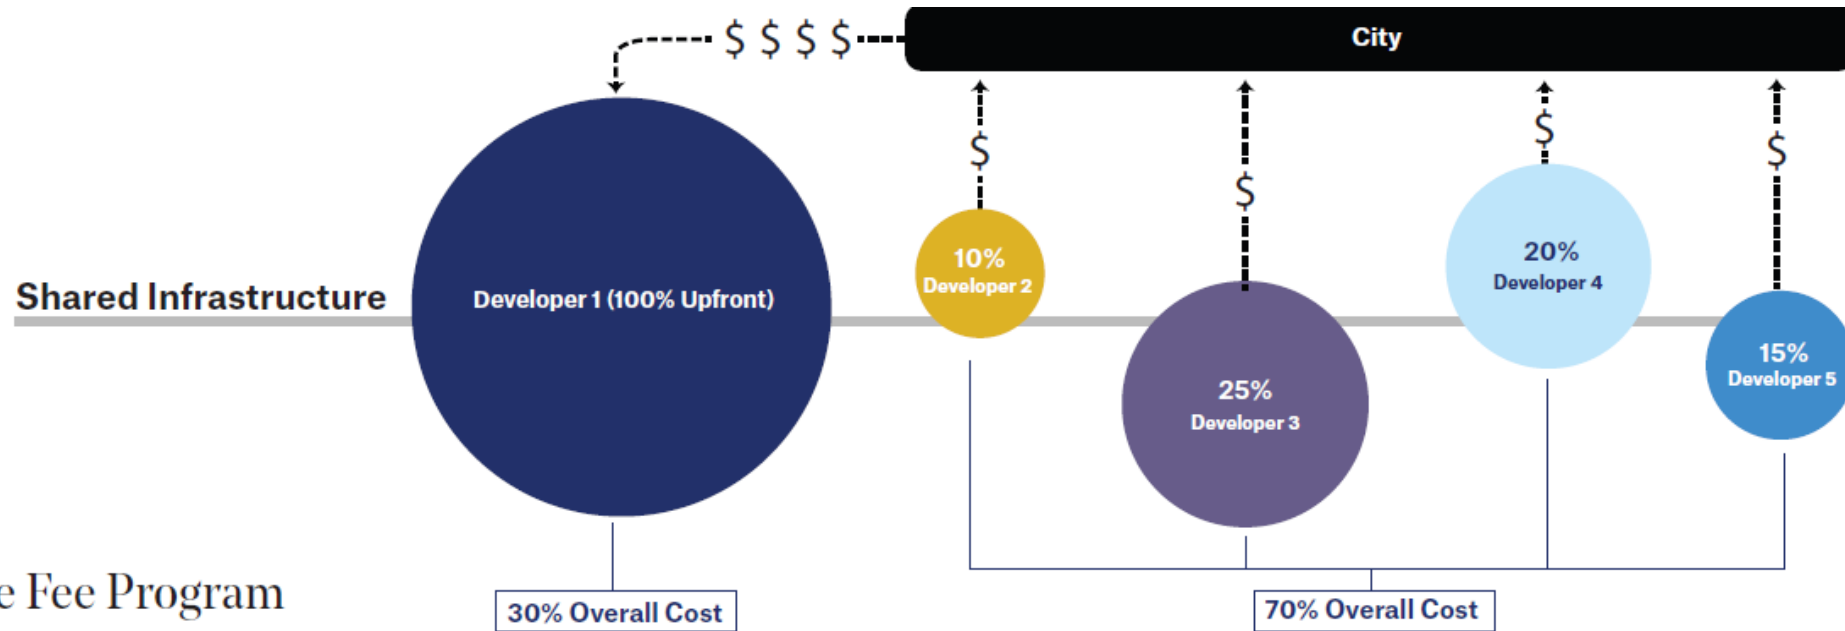 $ $ $ $
City
$
$
$
$
10%
Developer 2
20%
Developer 4
Shared Infrastructure
Developer 1 (100% Upfront)
15%
Developer 5
25%
Developer 3
e Fee Program
30% Overall Cost
70% Overall Cost